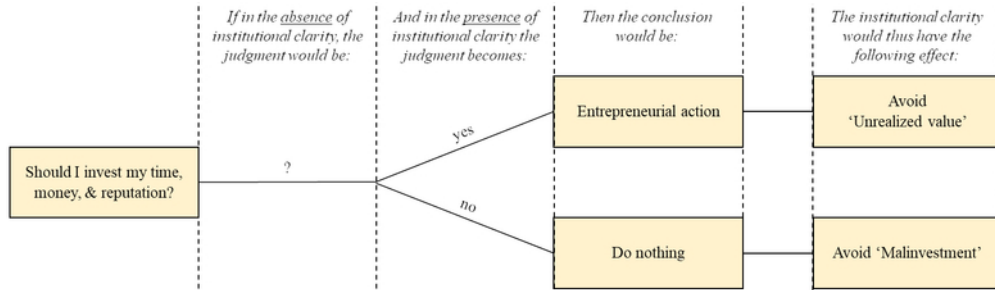 If in the absence of
institutional clarity, the
judgment would be:
And in the presence of
institutional clarity the
judgment becomes:
Then the conclusion
would be:
The institutional clarity
would thus have the
following effect:
Should I invest my time,
money, & reputation?
?
yes
no
Entrepreneurial action
Avoid
'Unrealized value'
Do nothing
Avoid 'Malinvestment'